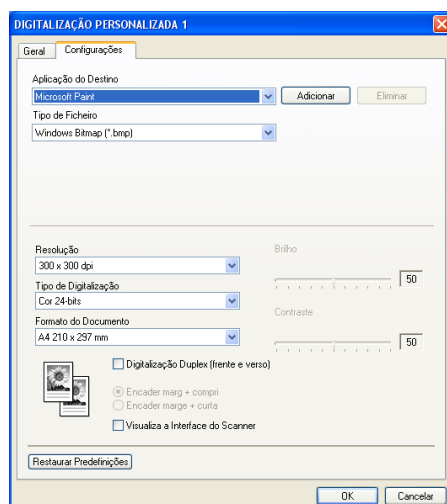 DIGITALIZAÇÃO PERSONALIZADA 1
Geral Configurações
Aplicação do Destino
Microsoft Paint Adicionar Eliminar
Tipo de Ficheiro
Windows Bitmap (*.bmp)
Resolução Brilho
300 x 300 dpi 50
Tipo de Digitalização
Cor 24-bits
Formato do Documento Contraste
A4 210 x 297 mm 50
Digitalização Duplex (frente e verso)
Encader marg + compri
Encader marge + curta
Visualiza a Interface do Scanner
Restaurar Predefinições
OK Cancelar